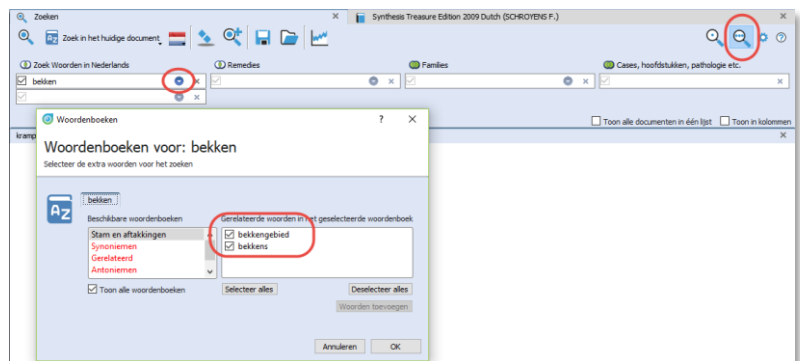 Zoeken
Synthesis Treasure Edition 2009 Dutch (SCHROYENS F.)
Zoek in het huidige document
Zoek Woorden in Nederlands
Remedies
Families
Cases, hoofdstukken, pathologie etc.
bekken
Toon alle documenten in één lijst
Toon in kolommen
kramp
Woordenboeken
Woordenboeken voor: bekken
Selecteer de extra woorden voor het zoeken
AZ
bekken
Beschikbare woordenboeken
Gerelateerde woorden in het geselecteerde woordenboek
Stam en aftakkingen
bekkengebied
Synoniemen
bekkens
Gerelateerd
Antoniemen
Toon alle woordenboeken
Selecteer alles
Deselecteer alles
Woorden toevoegen
Annuleren
OK